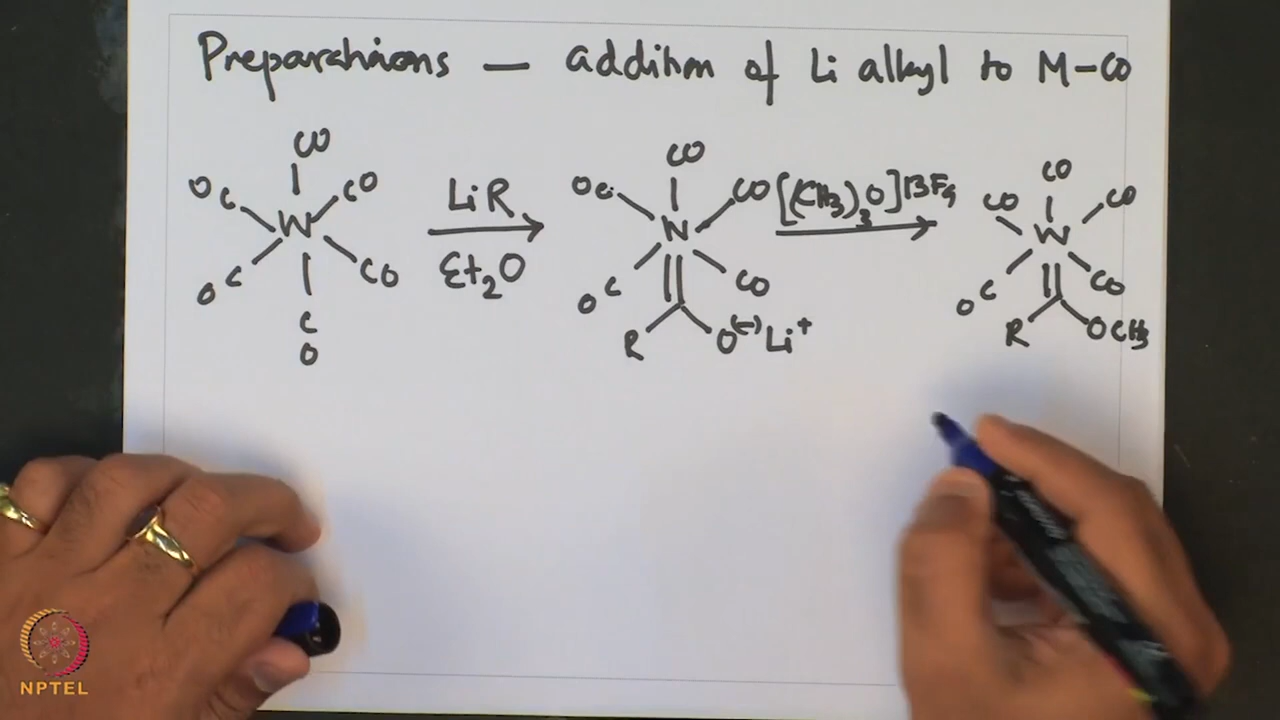 Preparations — addition of Li alkyl to M-CO
CO CO CO
OC CO OC CO [(CH3)3O]BF4 CO CO
W LiR W W
Et2O
OC CO OC CO OC CO
C R O(-)Li+ R OCH3
O
NPTEL